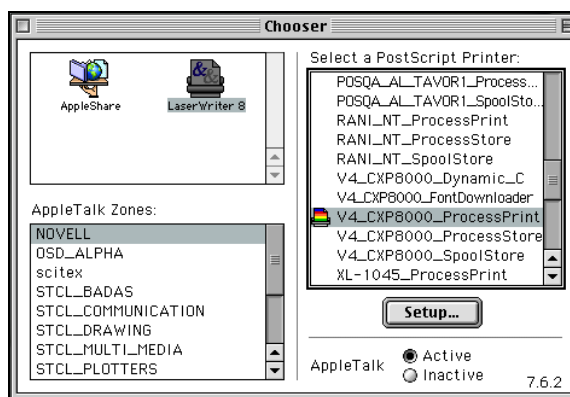 Chooser
AppleShare
LaserWriter 8
AppleTalk Zones:
NOVELL
OSD_ALPHA
scitex
STCL_BADAS
STCL_COMMUNICATION
STCL_DRAWING
STCL_MULTI_MEDIA
STCL_PLOTTERS
Select a PostScript Printer:
POSQA_AL_TAVOR1_Process...
POSQA_AL_TAVOR1_SpoolSto...
RANI_NT_ProcessPrint
RANI_NT_ProcessStore
RANI_NT_SpoolStore
V4_CXP8000_Dynamic_C
V4_CXP8000_FontDownloader
V4_CXP8000_ProcessPrint
V4_CXP8000_ProcessStore
V4_CXP8000_SpoolStore
XL-1045_ProcessPrint
Setup...
AppleTalk
Active
Inactive
7.6.2